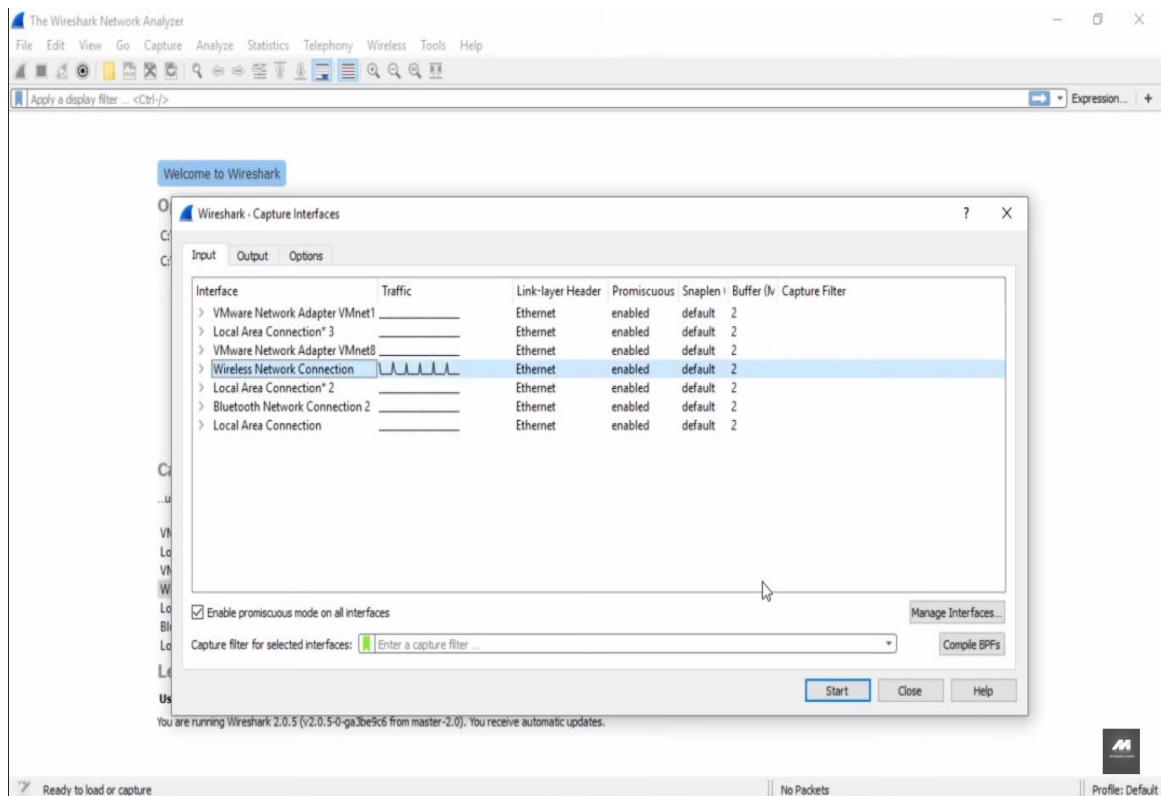 The Wireshark Network Analyzer
File Edit View Go Capture Analyze Statistics Telephony Wireless Tools Help
Apply a display filter ... <Ctrl-/>
Expression... +
Welcome to Wireshark
Wireshark · Capture Interfaces
? X
Input Output Options
Interface Traffic Link-layer Header Promiscuous Snaplen ( Buffer (M Capture Filter
VMware Network Adapter VMnet1 Ethernet enabled default 2
Local Area Connection* 3 Ethernet enabled default 2
VMware Network Adapter VMnet8 Ethernet enabled default 2
Wireless Network Connection Ethernet enabled default 2
Local Area Connection* 2 Ethernet enabled default 2
Bluetooth Network Connection 2 Ethernet enabled default 2
Local Area Connection Ethernet enabled default 2
Enable promiscuous mode on all interfaces
Manage Interfaces...
Capture filter for selected interfaces: Enter a capture filter ...
Compile BPFs
Start Close Help
You are running Wireshark 2.0.5 (v2.0.5-0-ga3be9c6 from master-2.0). You receive automatic updates.
Ready to load or capture No Packets Profile: Default